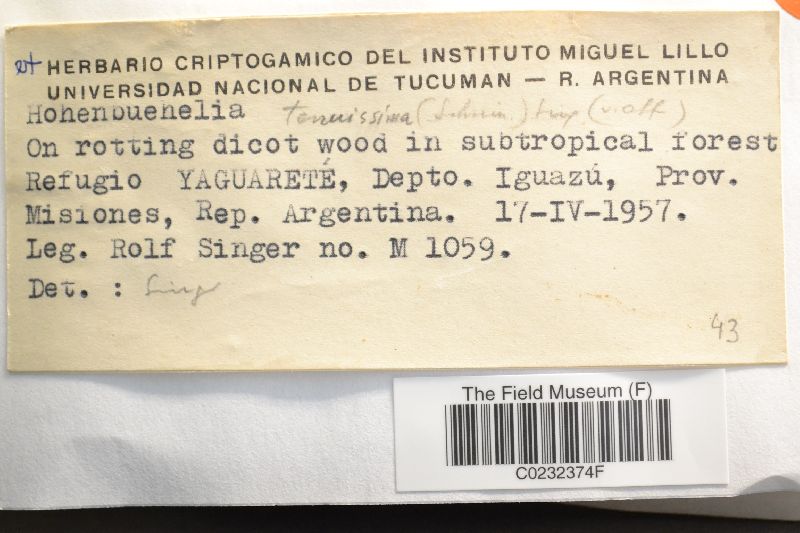 HERBARIO CRIPTOGAMICO DEL INSTITUTO MIGUEL LILLO
UNIVERSIDAD NACIONAL DE TUCUMAN — R. ARGENTINA
Hohenbuehelia tenuissima
On rotting dicot wood in subtropical forest
Refugio YAGUARETÉ, Depto. Iguazú, Prov.
Misiones, Rep. Argentina. 17-IV-1957.
Leg. Rolf Singer no. M 1059.
Det. :
43
The Field Museum (F)
C0232374F